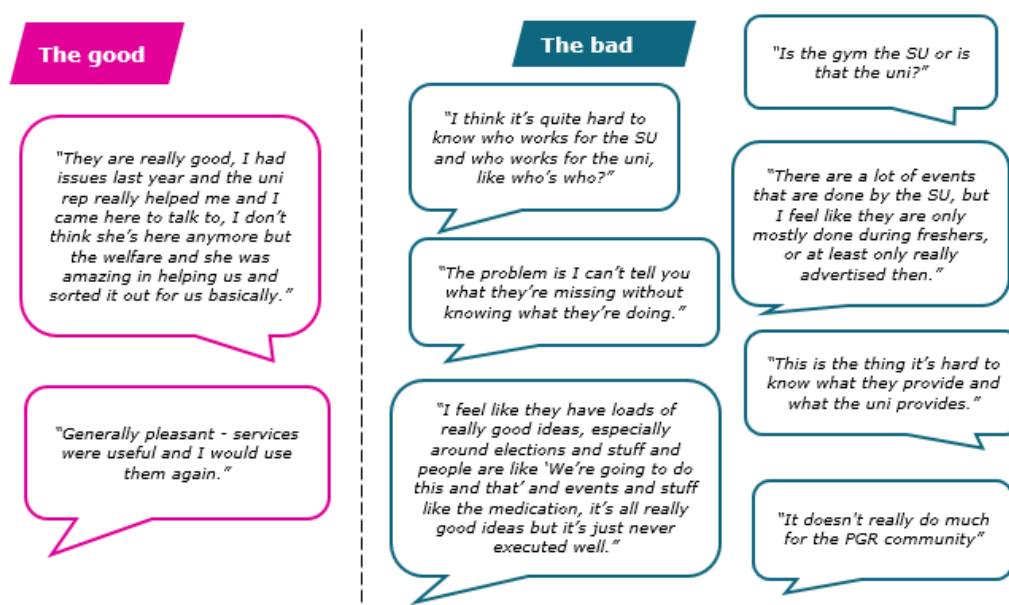 The good
“They are really good, I had
issues last year and the uni
rep really helped me and I
came here to talk to, I don’t
think she’s here anymore but
the welfare and she was
amazing in helping us and
sorted it out for us basically.”
“Generally pleasant - services
were useful and I would use
them again.”
The bad
“I think it’s quite hard to
know who works for the SU
and who works for the uni,
like who’s who?”
“The problem is I can’t tell you
what they’re missing without
knowing what they’re doing.”
“I feel like they have loads of
really good ideas, especially
around elections and stuff and
people are like ‘We’re going to do
this and that’ and events and stuff
like the medication, it’s all really
good ideas but it’s just never
executed well.”
“Is the gym the SU or is
that the uni?”
“There are a lot of events
that are done by the SU, but
I feel like they are only
mostly done during freshers,
or at least only really
advertised then.”
“This is the thing it’s hard to
know what they provide and
what the uni provides.”
“It doesn't really do much
for the PGR community”